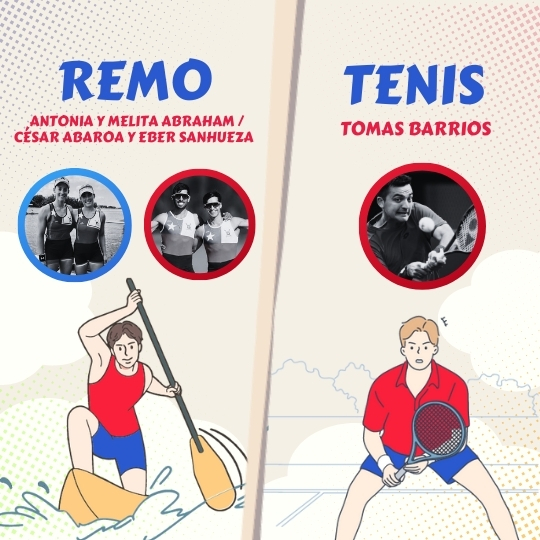 REMO
ANTONIA Y MELITA ABRAHAM /
CÉSAR ABAROA Y EBER SANHUEZA
TENIS
TOMAS BARRIOS